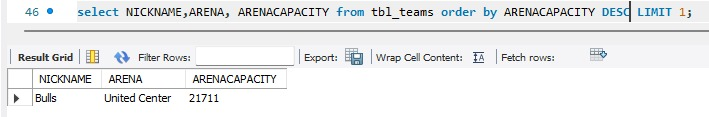 46 select NICKNAME,ARENA, ARENACAPACITY from tbl_teams order by ARENACAPACITY DESC LIMIT 1;
Result Grid Filter Rows: Export: Wrap Cell Content: IA Fetch rows:
NICKNAME ARENA ARENACAPACITY
Bulls United Center 21711